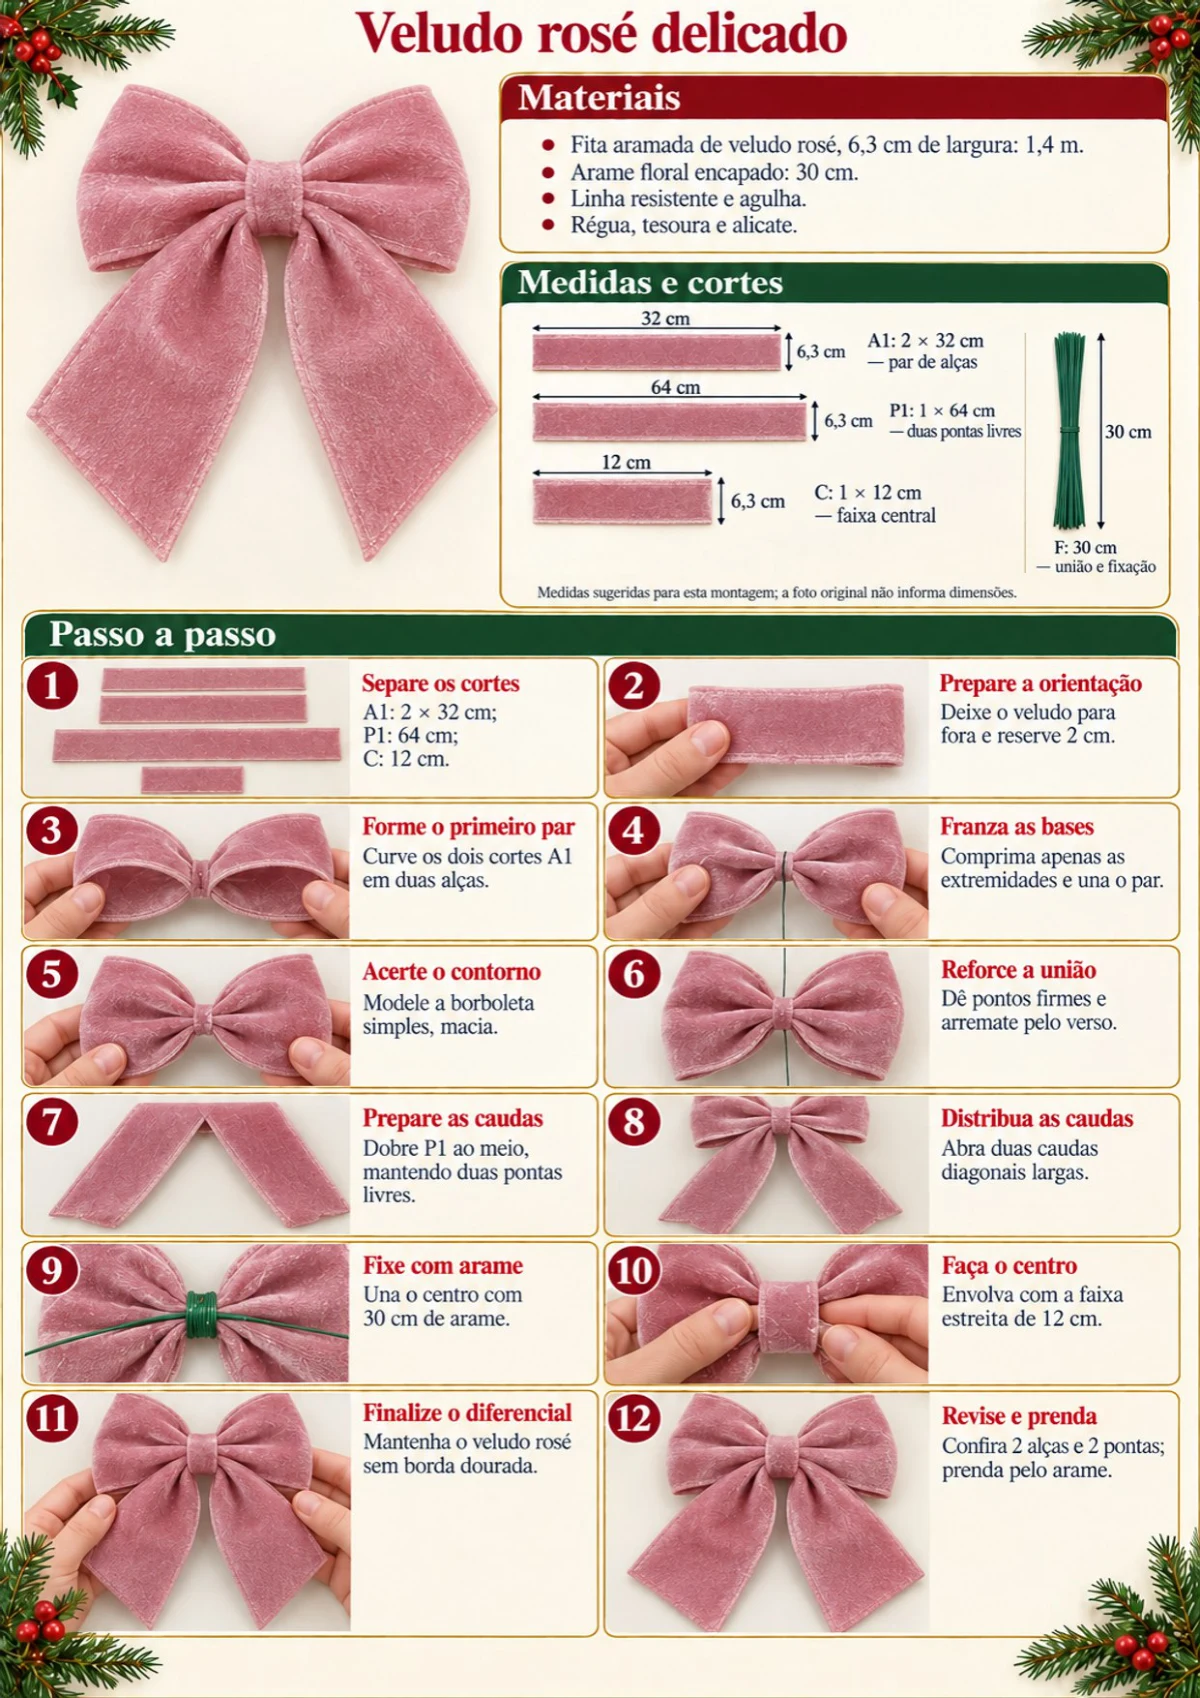 Veludo rosé delicado
Materiais
• Fita aramada de veludo rosé, 6,3 cm de largura: 1,4 m.
• Arame floral encapado: 30 cm.
• Linha resistente e agulha.
• Régua, tesoura e alicate.
Medidas e cortes
32 cm
6,3 cm
A1: 2 × 32 cm
— par de alças
64 cm
6,3 cm
P1: 1 × 64 cm
— duas pontas livres
12 cm
6,3 cm
C: 1 × 12 cm
— faixa central
30 cm
F: 30 cm
— união e fixação
Medidas sugeridas para esta montagem; a foto original não informa dimensões.
Passo a passo
1
Separe os cortes
A1: 2 × 32 cm;
P1: 64 cm;
C: 12 cm.
2
Prepare a orientação
Deixe o veludo para
fora e reserve 2 cm.
3
Forme o primeiro par
Curve os dois cortes A1
em duas alças.
4
Franza as bases
Comprima apenas as
extremidades e una o par.
5
Acerte o contorno
Modele a borboleta
simples, macia.
6
Reforce a união
Dê pontos firmes e
arremate pelo verso.
7
Prepare as caudas
Dobre P1 ao meio,
mantendo duas pontas
livres.
8
Distribua as caudas
Abra duas caudas
diagonais largas.
9
Fixe com arame
Una o centro com
30 cm de arame.
10
Faça o centro
Envolva com a faixa
estreita de 12 cm.
11
Finalize o diferencial
Mantenha o veludo rosé
sem borda dourada.
12
Revise e prenda
Confira 2 alças e 2 pontas;
prenda pelo arame.